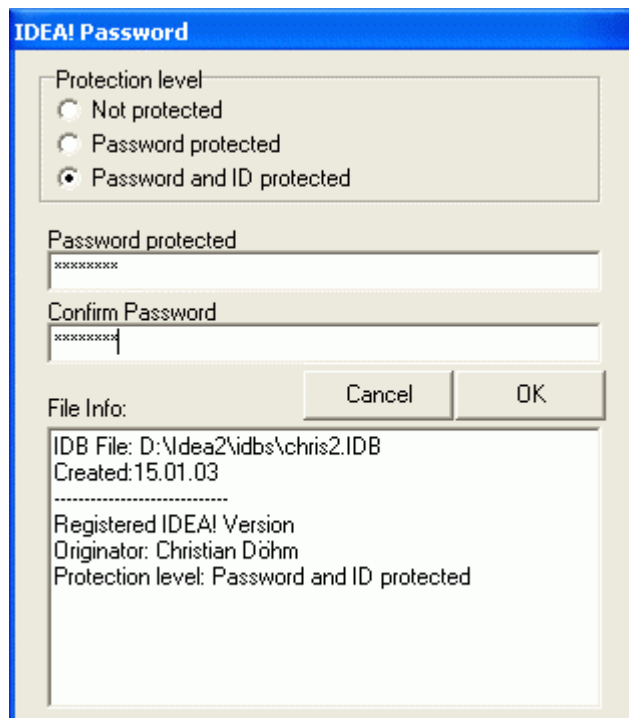 IDEA! Password
Protection level
Not protected
Password protected
Password and ID protected
Password protected
xxxxxxxx
Confirm Password
xxxxxxxx
Cancel
OK
File Info:
IDB File: D:\Idea2\idbs\chris2.IDB
Created:15.01.03
-----------------------------
Registered IDEA! Version
Originator: Christian Döhm
Protection level: Password and ID protected